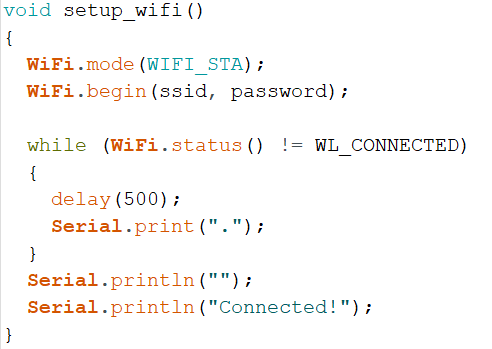 void setup_wifi()
{
  WiFi.mode(WIFI_STA);
  WiFi.begin(ssid, password);

  while (WiFi.status() != WL_CONNECTED)
  {
    delay(500);
    Serial.print(".");
  }
  Serial.println("");
  Serial.println("Connected!");
}